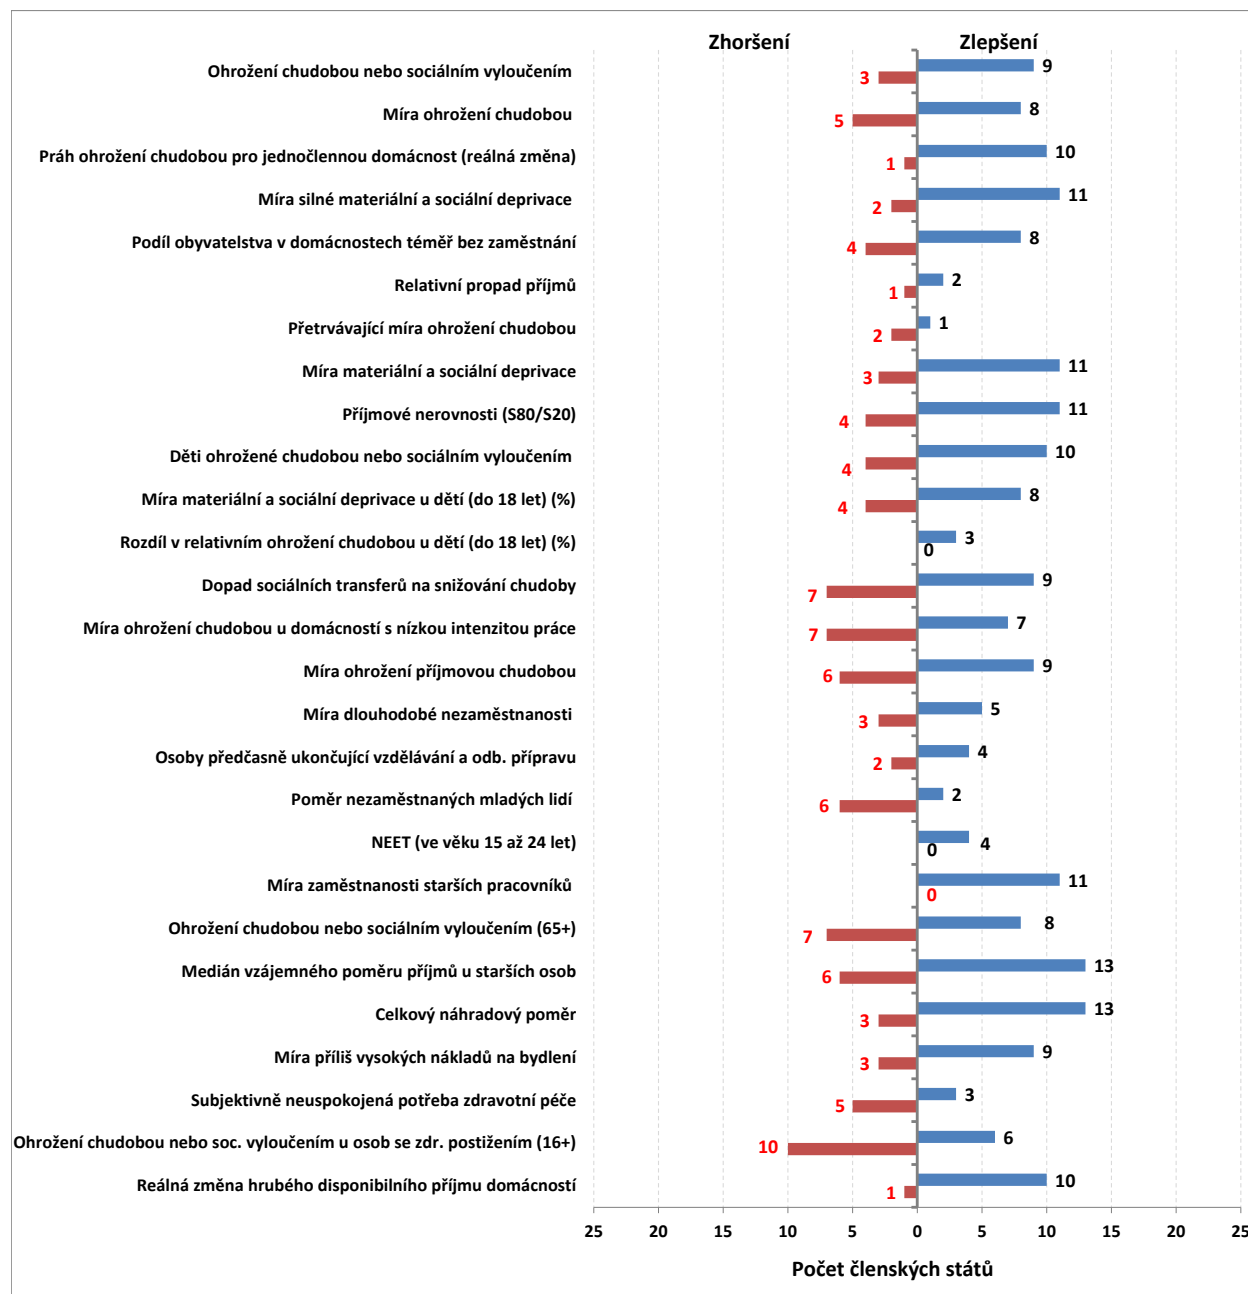 Zhoršení Zlepšení
Ohrožení chudobou nebo sociálním vyloučením 3 9
Míra ohrožení chudobou 5 8
Práh ohrožení chudobou pro jednočlennou domácnost (reálná změna) 1 10
Míra silné materiální a sociální deprivace 2 11
Podíl obyvatelstva v domácnostech téměř bez zaměstnání 4 8
Relativní propad příjmů 1 2
Přetrvávající míra ohrožení chudobou 2 1
Míra materiální a sociální deprivace 3 11
Příjmové nerovnosti (S80/S20) 4 11
Děti ohrožené chudobou nebo sociálním vyloučením 4 10
Míra materiální a sociální deprivace u dětí (do 18 let) (%) 4 8
Rozdíl v relativním ohrožení chudobou u dětí (do 18 let) (%) 0 3
Dopad sociálních transferů na snižování chudoby 7 9
Míra ohrožení chudobou u domácností s nízkou intenzitou práce 7 7
Míra ohrožení příjmovou chudobou 6 9
Míra dlouhodobé nezaměstnanosti 3 5
Osoby předčasně ukončující vzdělávání a odb. přípravu 2 4
Poměr nezaměstnaných mladých lidí 6 2
NEET (ve věku 15 až 24 let) 0 4
Míra zaměstnanosti starších pracovníků 0 11
Ohrožení chudobou nebo sociálním vyloučením (65+) 7 8
Medián vzájemného poměru příjmů u starších osob 6 13
Celkový náhradový poměr 3 13
Míra příliš vysokých nákladů na bydlení 3 9
Subjektivně neuspokojená potřeba zdravotní péče 5 3
Ohrožení chudobou nebo soc. vyloučením u osob se zdr. postižením (16+) 10 6
Reálná změna hrubého disponibilního příjmu domácností 1 10
25 20 15 10 5 0 5 10 15 20 25
Počet členských států